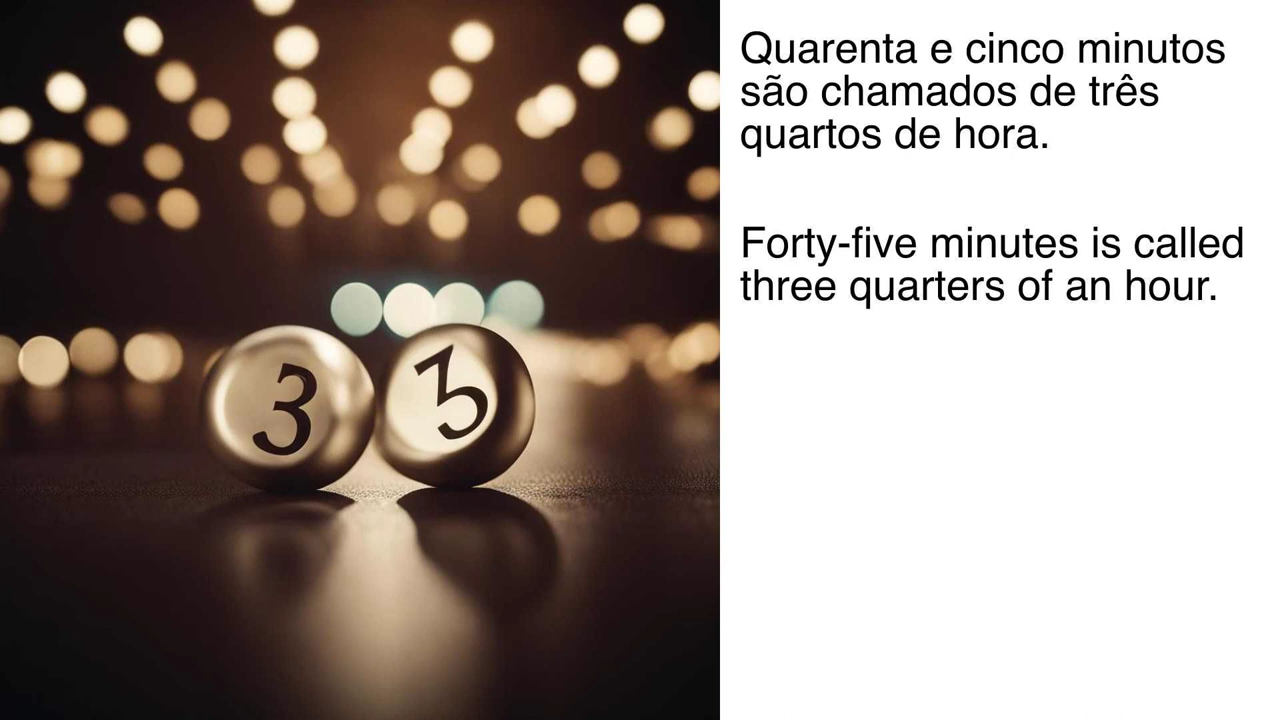 3 3
Quarenta e cinco minutos
são chamados de três
quartos de hora.
Forty-five minutes is called
three quarters of an hour.